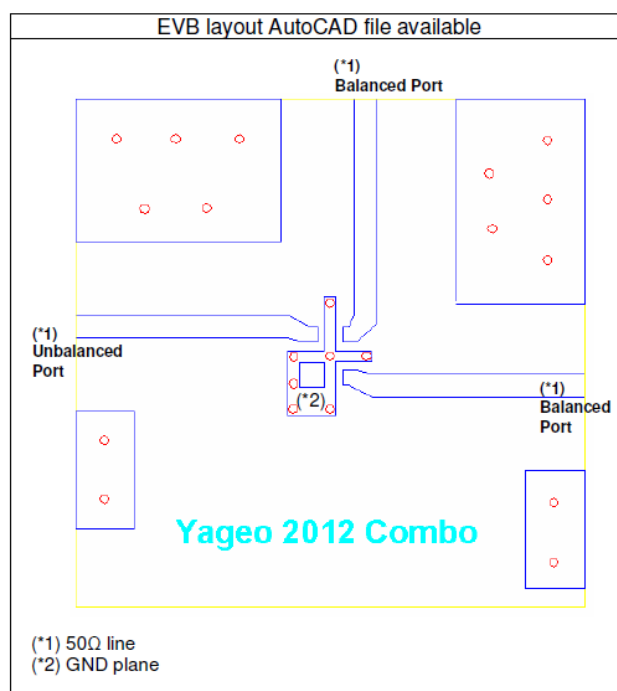 EVB layout AutoCAD file available
(*1)
Balanced Port
(*1)
Unbalanced
Port
(*2)
(*1)
Balanced
Port
Yageo 2012 Combo
(*1) 50Ω line
(*2) GND plane